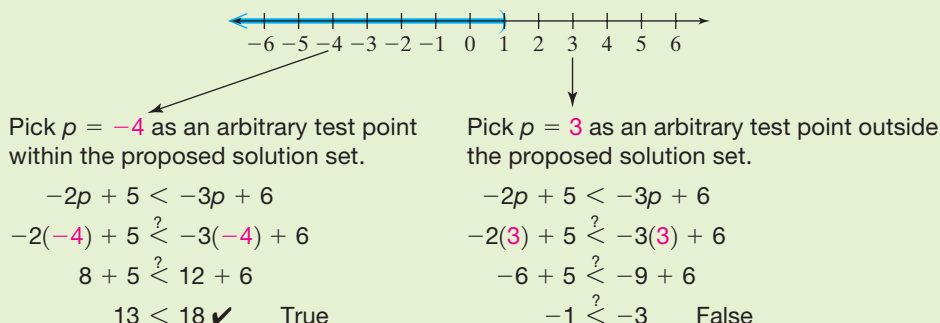 −6 −5 −4 −3 −2 −1 0 1 2 3 4 5 6
Pick p = −4 as an arbitrary test point
within the proposed solution set.
−2p + 5 < −3p + 6
−2(−4) + 5 <? −3(−4) + 6
8 + 5 <? 12 + 6
13 < 18 ✔ True
Pick p = 3 as an arbitrary test point outside
the proposed solution set.
−2p + 5 < −3p + 6
−2(3) + 5 <? −3(3) + 6
−6 + 5 <? −9 + 6
−1 <? −3 False